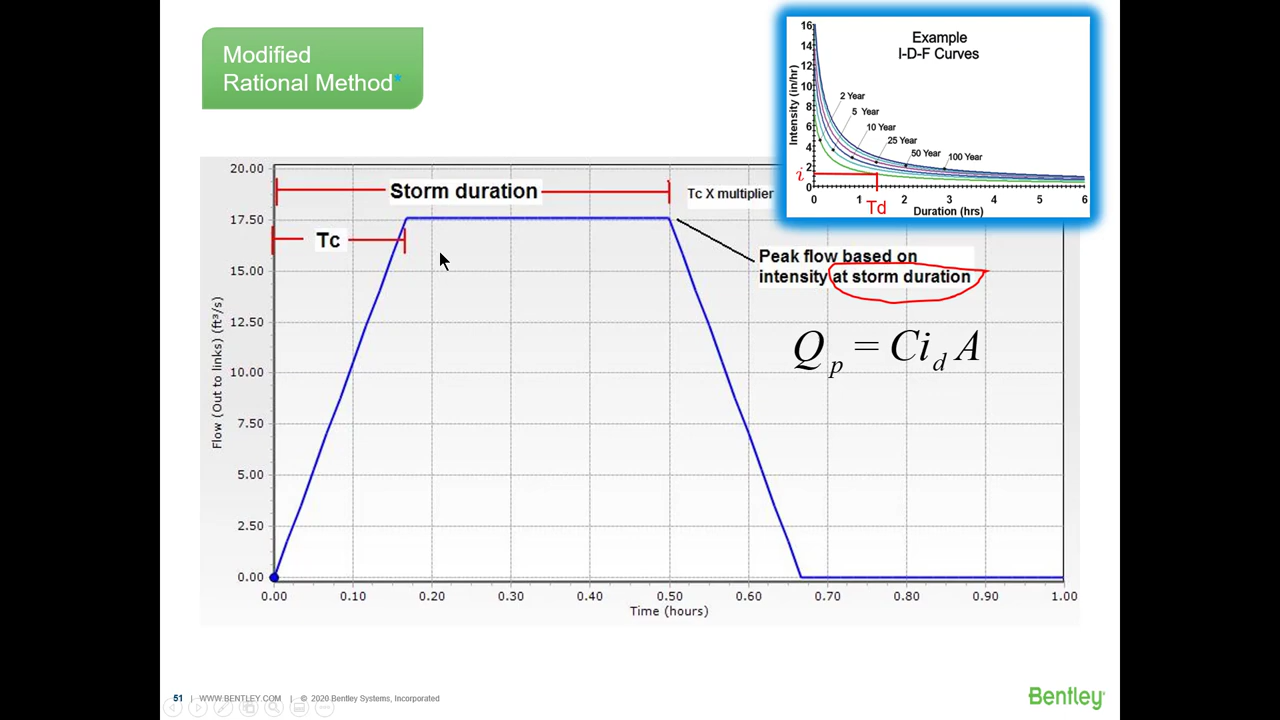 Modified
Rational Method*
Example
I-D-F Curves
Intensity (in/hr)
16
14
12
10
8
6
4
2
0
2 Year
5 Year
10 Year
25 Year
50 Year
100 Year
i
0
1
2
3
4
5
6
Td
Duration (hrs)
Storm duration
Tc X multiplier
Tc
Peak flow based on
intensity at storm duration
Qp = CidA
Flow (Out to links) (ft³/s)
20.00
17.50
15.00
12.50
10.00
7.50
5.00
2.50
0.00
0.00
0.10
0.20
0.30
0.40
0.50
0.60
0.70
0.80
0.90
1.00
Time (hours)
51 | WWW.BENTLEY.COM | © 2020 Bentley Systems, Incorporated
Bentley